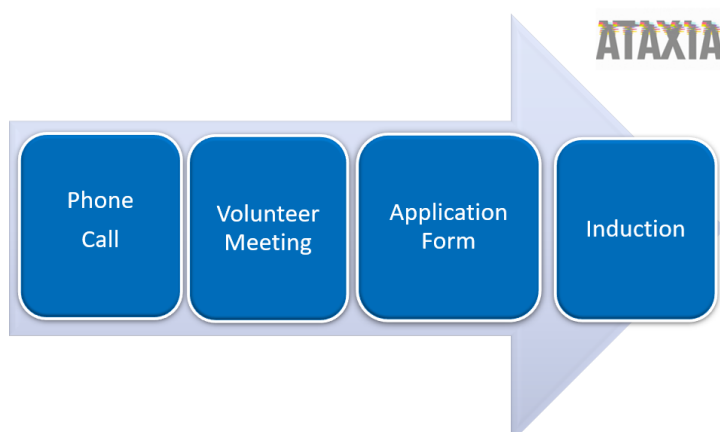 ATAXIA
Phone
Call
Volunteer
Meeting
Application
Form
Induction